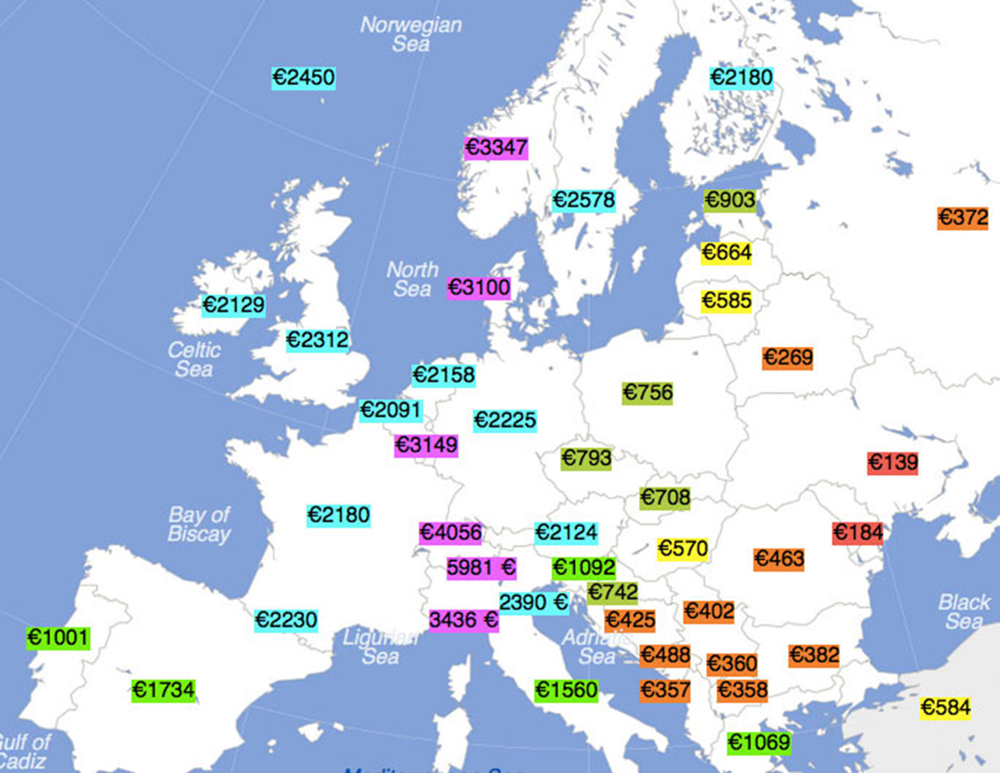 Norwegian
Sea
€2450
€2180
€3347
€2578
€903
€372
€664
North
Sea
€3100
€585
€2129
€2312
Celtic
Sea
€269
€2158
€756
€2091
€2225
€3149
€793
€139
€708
€2180
Bay of
Biscay
€4056
€2124
€184
€570
€463
5981 €
€1092
€742
2390 €
€402
Black
Sea
€2230
3436 €
€425
€1001
Ligurian
Sea
Adriatic
Sea
€488
€360
€382
€1734
€1560
€357
€358
€584
Gulf of
Cadiz
€1069